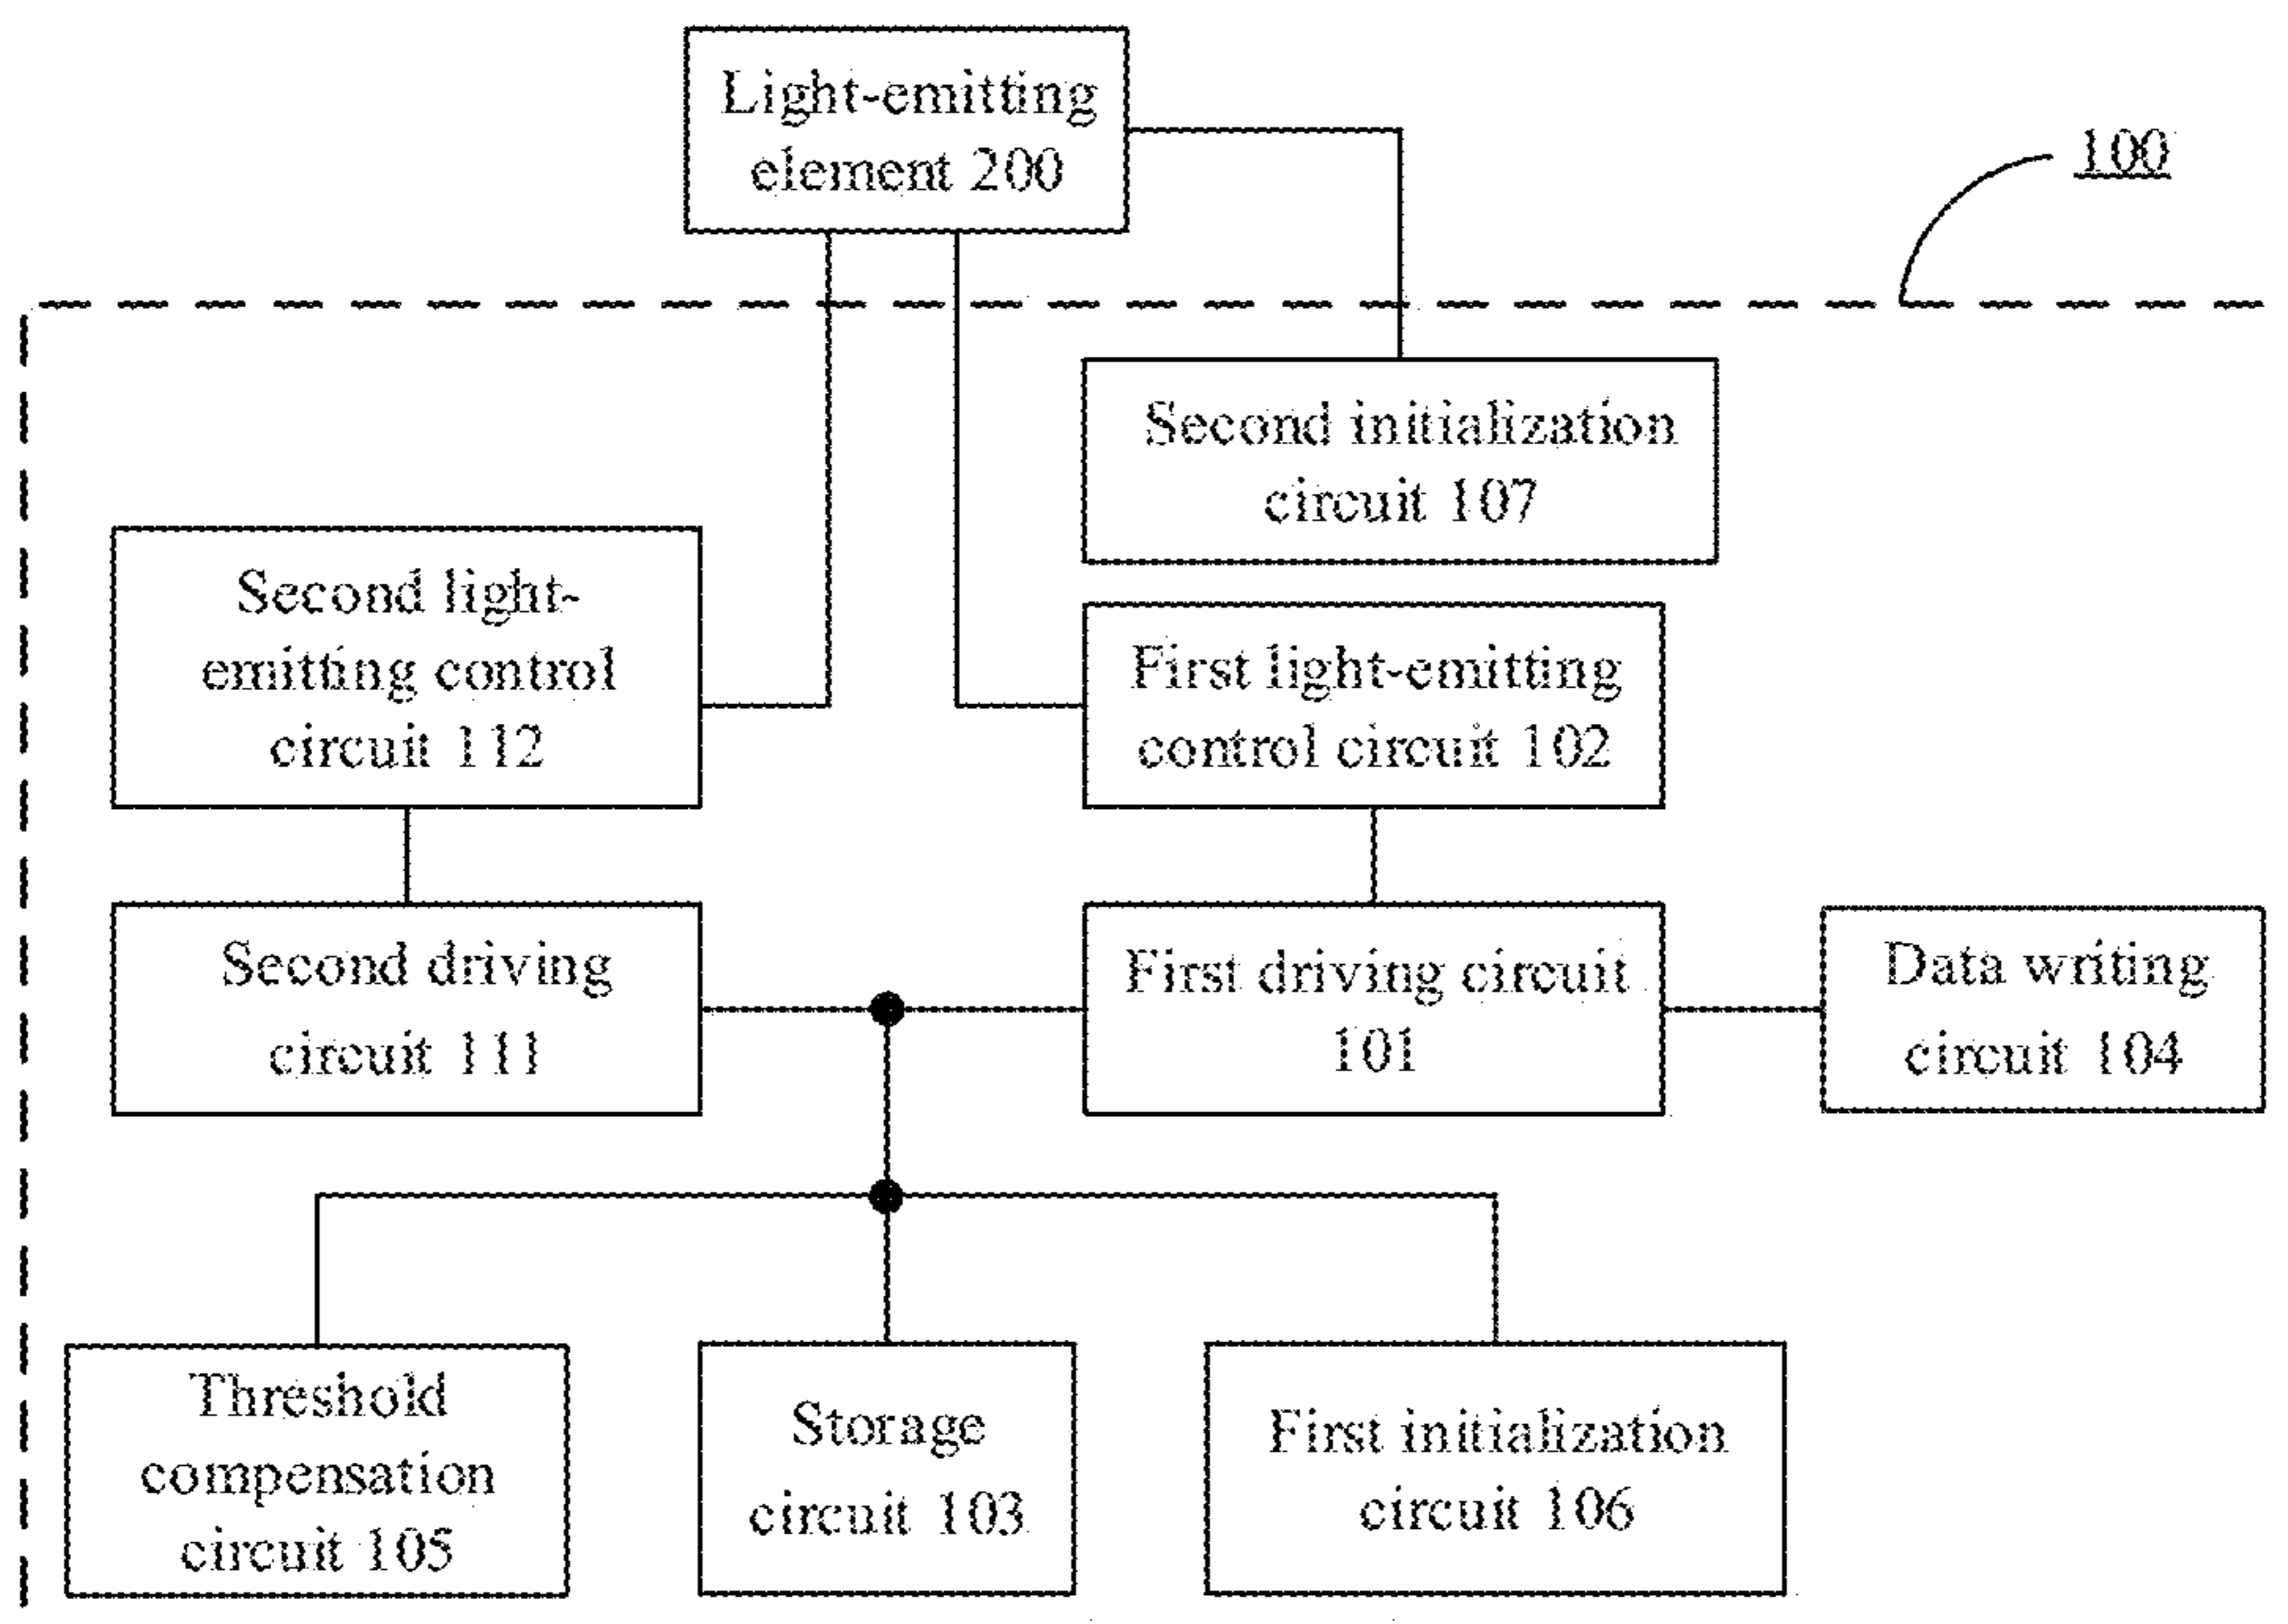 Light-emitting
element 200
100
Second initialization
circuit 107
Second light-
emitting control
circuit 112
First light-emitting
control circuit 102
Second driving
circuit 111
First driving circuit
101
Data writing
circuit 104
Threshold
compensation
circuit 105
Storage
circuit 103
First initialization
circuit 106